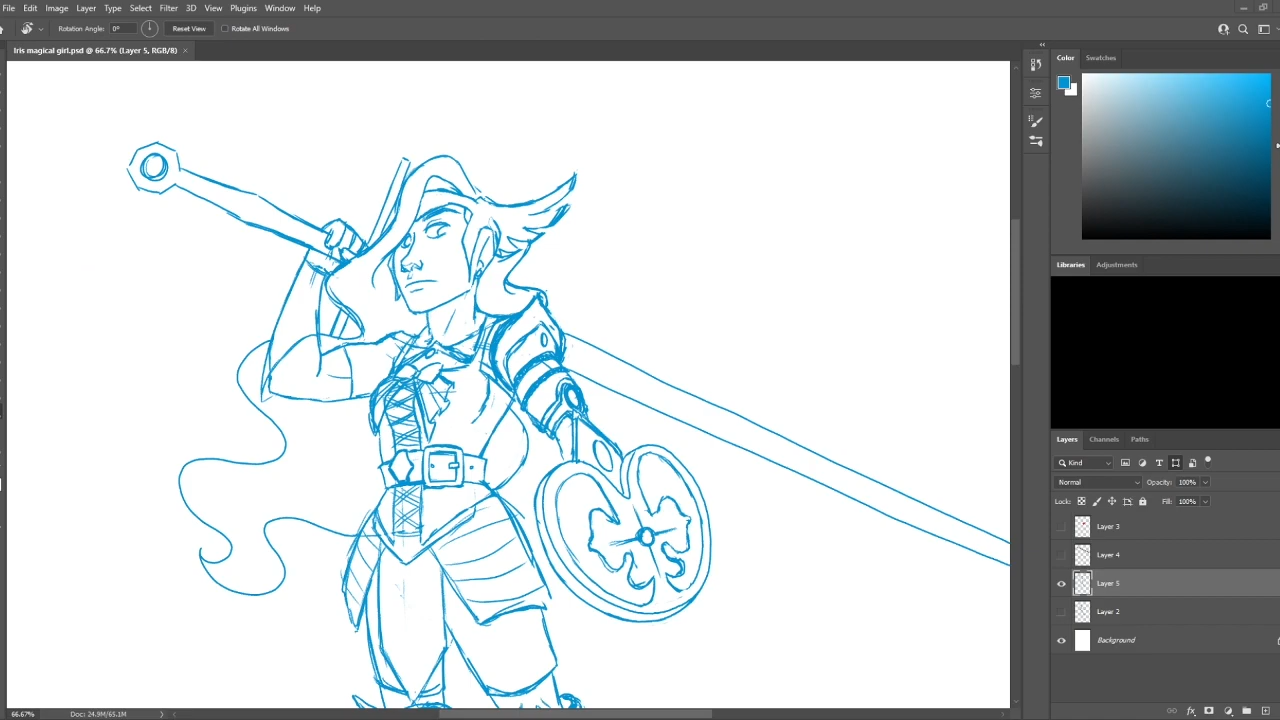 File Edit Image Layer Type Select Filter 3D View Plugins Window Help
Rotation Angle: 0° Reset View Rotate All Windows
Iris magical girl.psd @ 66.7% (Layer 5, RGB/8) ×
Color Swatches
Libraries Adjustments
Layers Channels Paths
Kind
Normal Opacity: 100%
Lock: Fill: 100%
Layer 3
Layer 4
Layer 5
Layer 2
Background
66.67% Doc: 24.9M/65.1M
fx